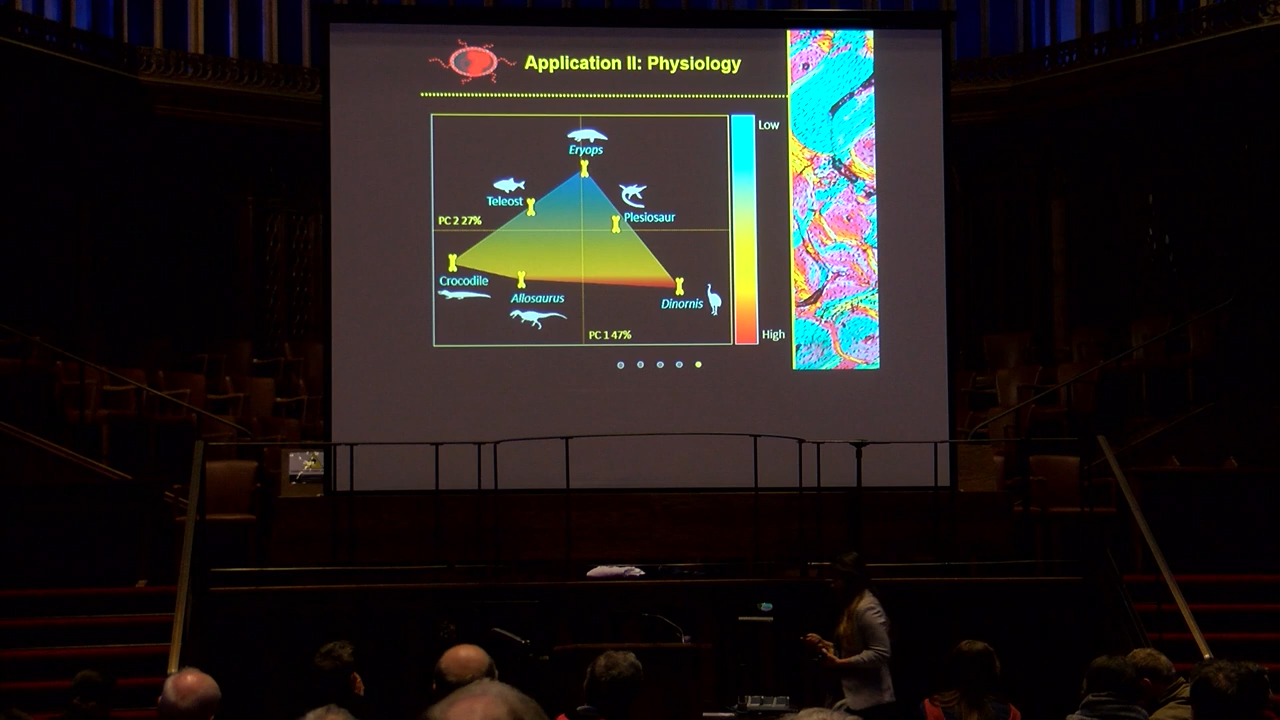 Application II: Physiology
Low
Eryops
Teleost
Plesiosaur
PC 2 27%
Crocodile
Allosaurus
Dinornis
PC 1 47%
High